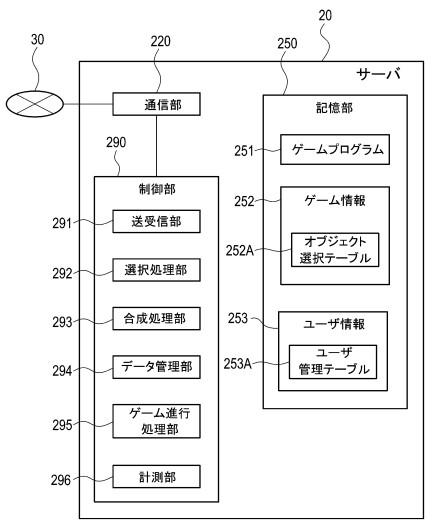 20
サーバ
30
220
通信部
290
制御部
291
送受信部
292
選択処理部
293
合成処理部
294
データ管理部
295
ゲーム進行
処理部
296
計測部
250
記憶部
251
ゲームプログラム
252
ゲーム情報
252A
オブジェクト
選択テーブル
253
ユーザ情報
253A
ユーザ
管理テーブル